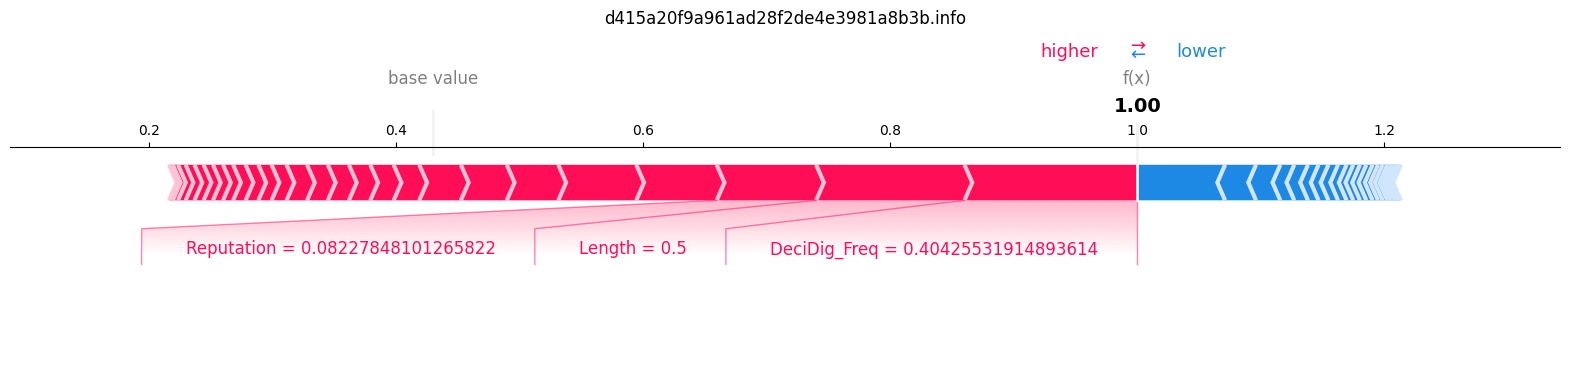 d415a20f9a961ad28f2de4e3981a8b3b.info
higher ⇄ lower
base value f(x)
1.00
0.2 0.4 0.6 0.8 1.0 1.2
Reputation = 0.08227848101265822 Length = 0.5 DeciDig_Freq = 0.40425531914893614